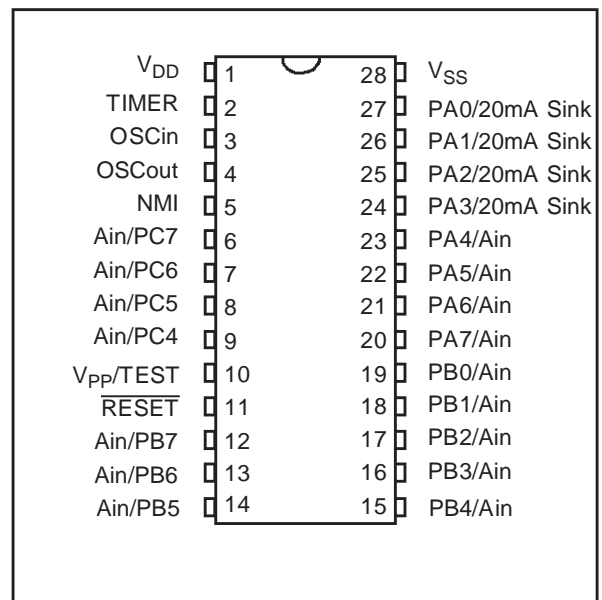 V_DD 1 28 V_SS
TIMER 2 27 PA0/20mA Sink
OSCin 3 26 PA1/20mA Sink
OSCout 4 25 PA2/20mA Sink
NMI 5 24 PA3/20mA Sink
Ain/PC7 6 23 PA4/Ain
Ain/PC6 7 22 PA5/Ain
Ain/PC5 8 21 PA6/Ain
Ain/PC4 9 20 PA7/Ain
V_PP/TEST 10 19 PB0/Ain
RESET 11 18 PB1/Ain
Ain/PB7 12 17 PB2/Ain
Ain/PB6 13 16 PB3/Ain
Ain/PB5 14 15 PB4/Ain